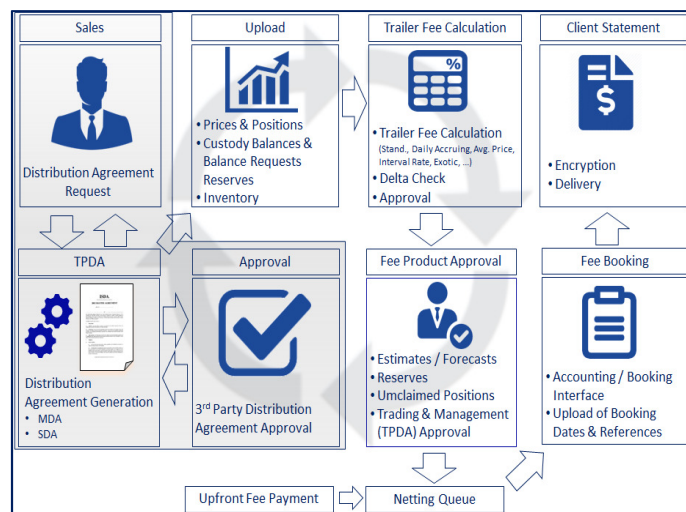 Sales
Distribution Agreement
Request
Upload
• Prices & Positions
• Custody Balances &
Balance Requests
Reserves
• Inventory
Trailer Fee Calculation
%
• Trailer Fee Calculation
(Stand., Daily Accruing, Avg. Price,
Interval Rate, Exotic, ...)
• Delta Check
• Approval
Client Statement
$
• Encryption
• Delivery
TPDA
Distribution
Agreement Generation
• MDA
• SDA
Approval
3rd Party Distribution
Agreement Approval
Fee Product Approval
• Estimates / Forecasts
• Reserves
• Umclaimed Positions
• Trading & Management
(TPDA) Approval
Fee Booking
• Accounting / Booking
Interface
• Upload of Booking
Dates & References
Upfront Fee Payment
Netting Queue